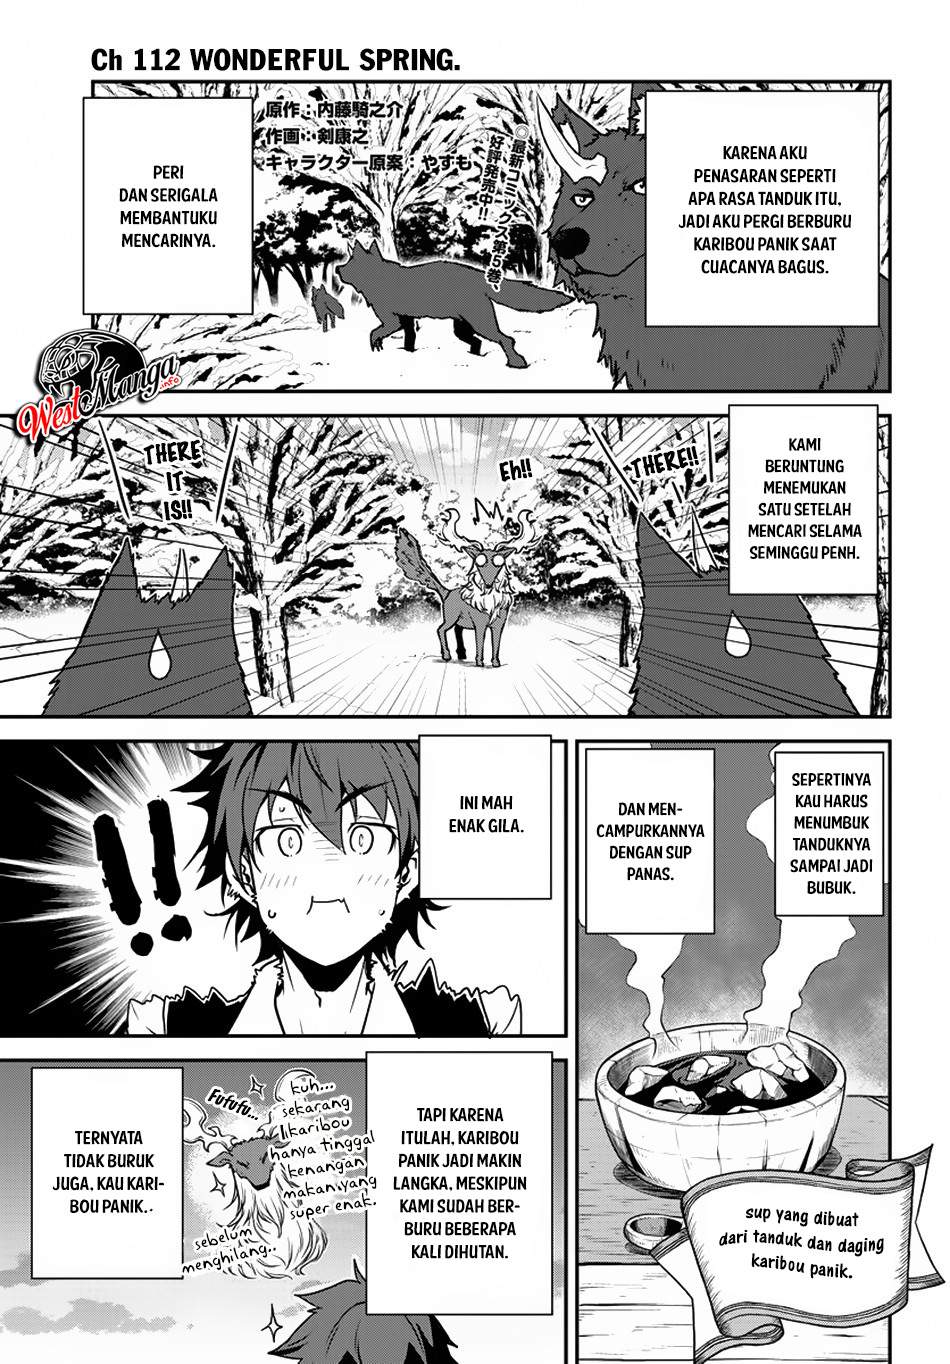 Ch 112 WONDERFUL SPRING.
KARENA AKU
PENASARAN SEPERTI
APA RASA TANDUK ITU,
JADI AKU PERGI BERBURU
KARIBOU PANIK SAAT
CUACANYA BAGUS.
原作：内藤騎之介
作画：剣康之
キャラクター原案：やすも
◎最新コミックス第5巻、
好評発売中!!
PERI
DAN SERIGALA
MEMBANTUKU
MENCARINYA.
WestManga
.info
KAMI
BERUNTUNG
MENEMUKAN
SATU SETELAH
MENCARI SELAMA
SEMINGGU PENH.
THERE!!
Eh!!
THERE
IT
IS!!
SEPERTINYA
KAU HARUS
MENUMBUK
TANDUKNYA
SAMPAI JADI
BUBUK.
DAN MEN-
CAMPURKANNYA
DENGAN SUP
PANAS.
sup yang dibuat
dari tanduk dan daging
karibou panik.
INI MAH
ENAK GILA.
!!
TAPI KARENA
ITULAH, KARIBOU
PANIK JADI MAKIN
LANGKA, MESKIPUN
KAMI SUDAH BER-
BURU BEBERAPA
KALI DIHUTAN.
kuh...
sekarang
karibou
hanya tinggal
kenangan
makan yang
super enak.
Fufufu...
sebelum
menghilang..
TERNYATA
TIDAK BURUK
JUGA, KAU KARI-
BOU PANIK..